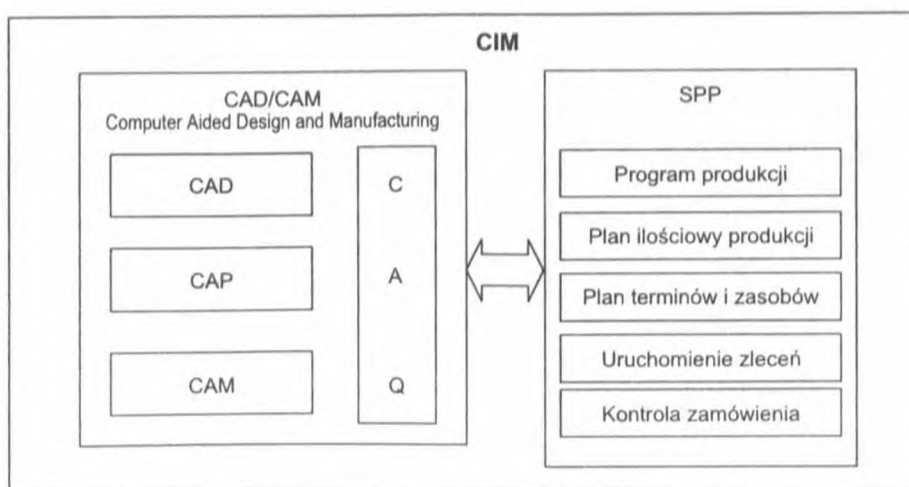 CIM
CAD/CAM
Computer Aided Design and Manufacturing
CAD
CAP
CAM
C
A
Q
SPP
Program produkcji
Plan ilościowy produkcji
Plan terminów i zasobów
Uruchomienie zleceń
Kontrola zamówienia